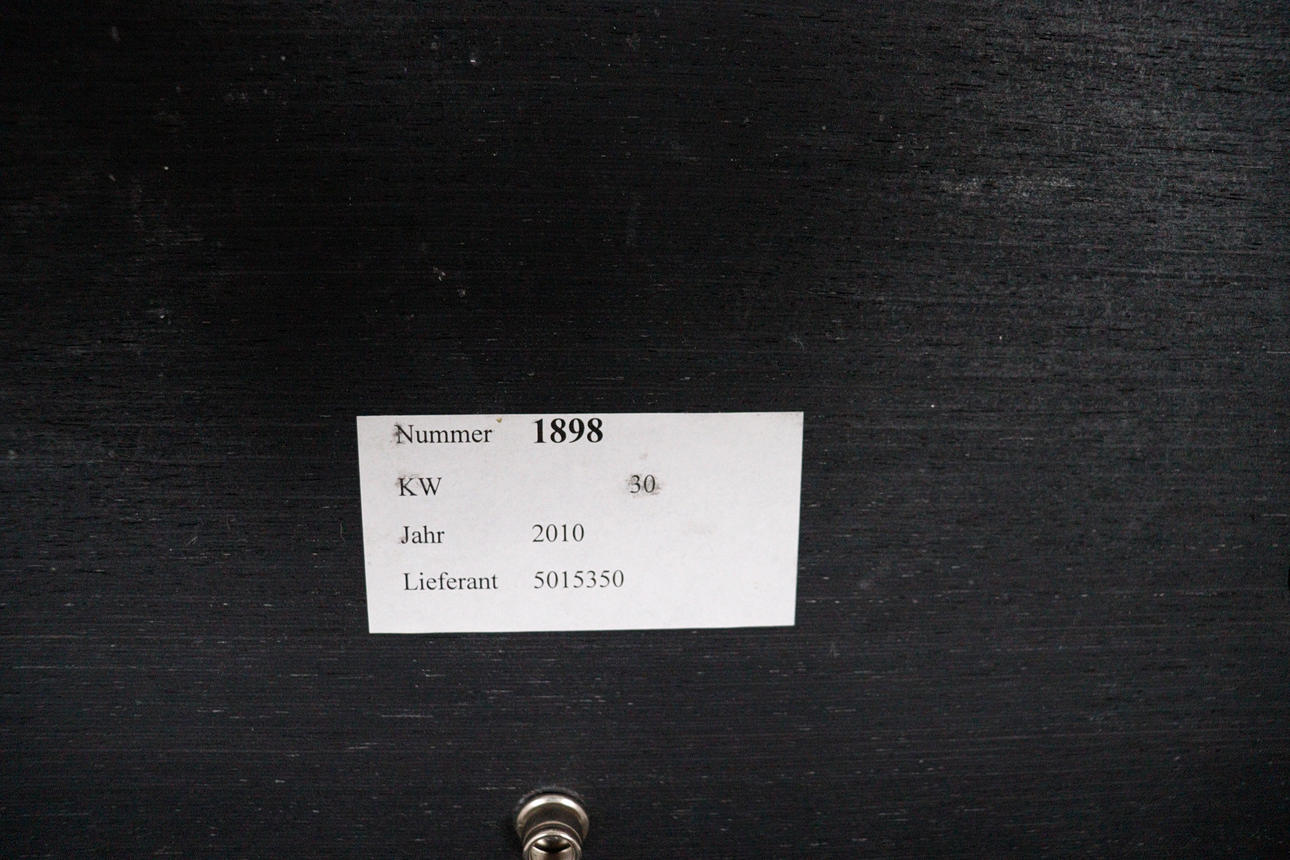 Nummer 1898
KW 30
Jahr 2010
Lieferant 5015350